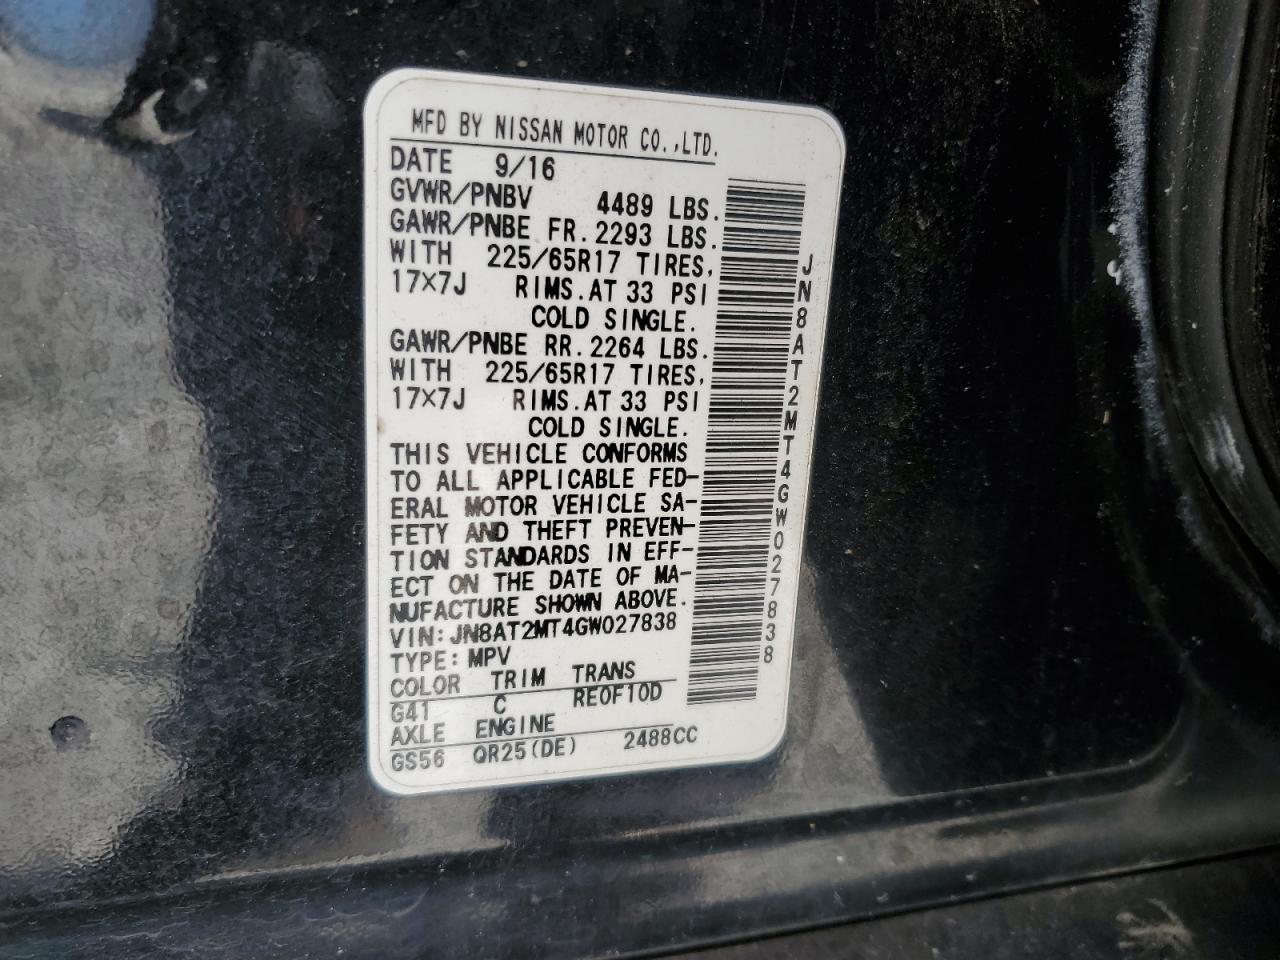 MFD BY NISSAN MOTOR CO.,LTD.
DATE 9/16
GVWR/PNBV 4489 LBS.
GAWR/PNBE FR. 2293 LBS.
WITH 225/65R17 TIRES,
17×7J RIMS.AT 33 PSI
COLD SINGLE.
GAWR/PNBE RR. 2264 LBS.
WITH 225/65R17 TIRES,
17×7J RIMS.AT 33 PSI
COLD SINGLE.
THIS VEHICLE CONFORMS
TO ALL APPLICABLE FED-
ERAL MOTOR VEHICLE SA-
FETY AND THEFT PREVEN-
TION STANDARDS IN EFF-
ECT ON THE DATE OF MA-
NUFACTURE SHOWN ABOVE.
VIN: JN8AT2MT4GW027838
TYPE: MPV
COLOR TRIM TRANS
G41 C RE0F10D
AXLE ENGINE
GS56 QR25(DE) 2488CC
JN8AT2MT4GW027838